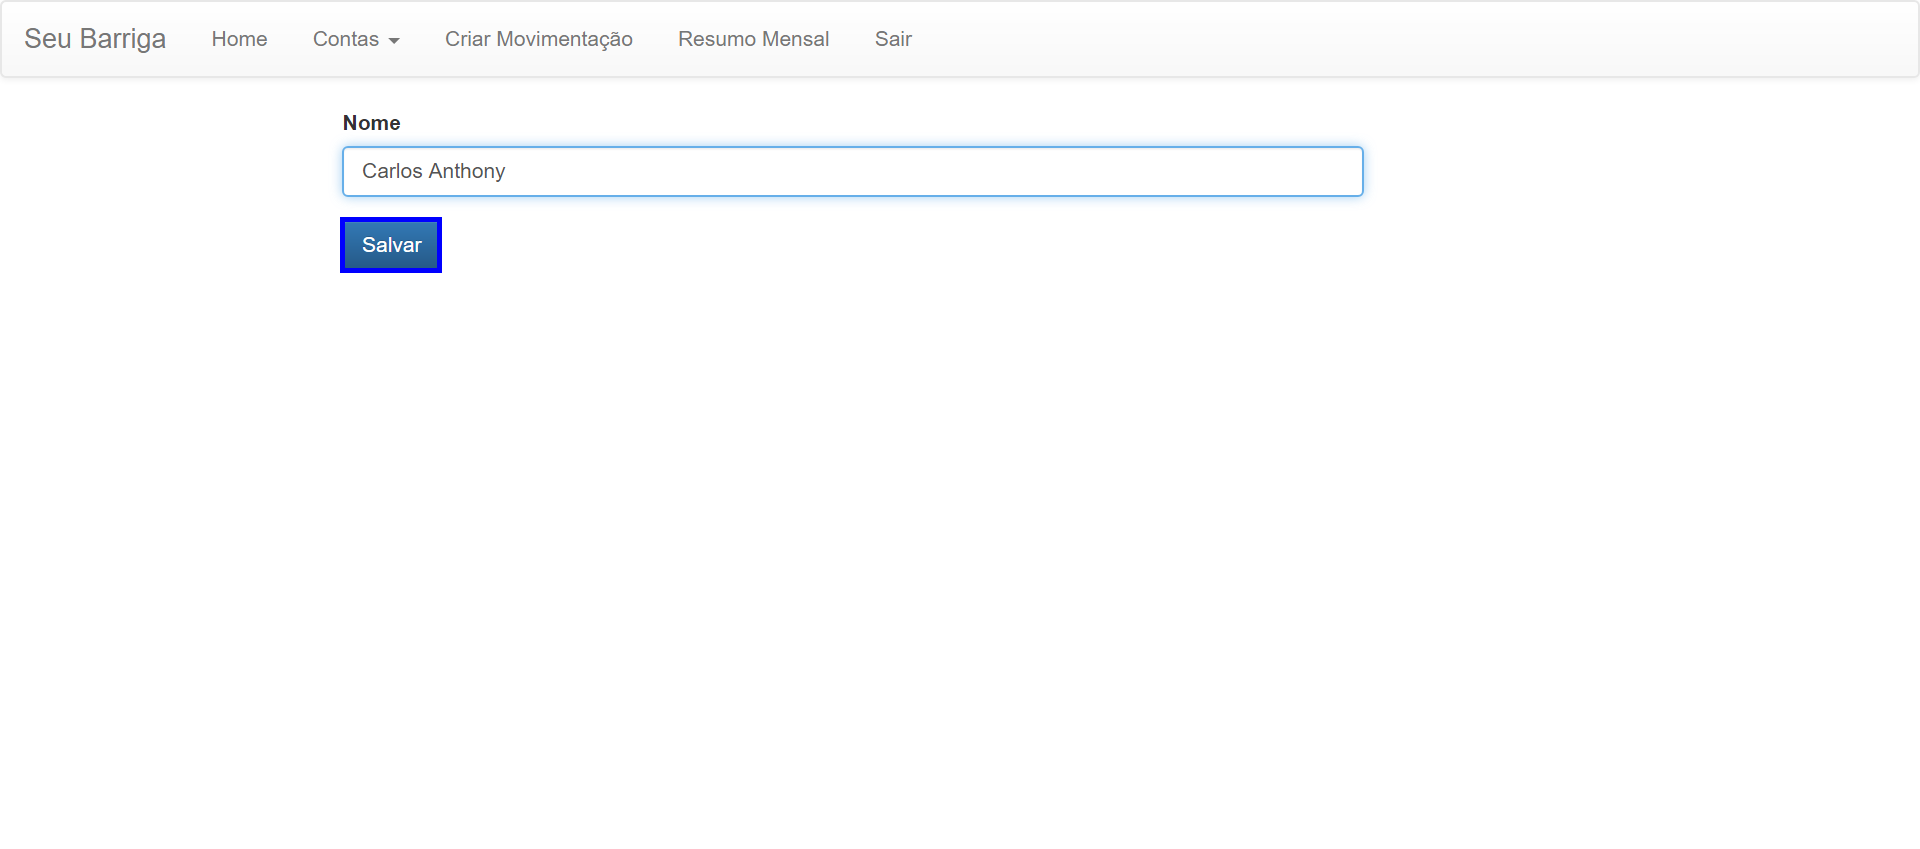 Seu Barriga Home Contas Criar Movimentação Resumo Mensal Sair
Nome
Carlos Anthony
Salvar